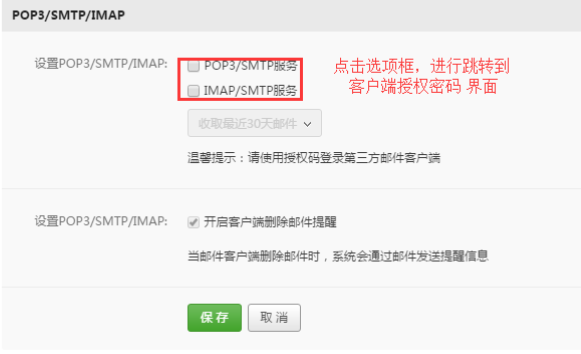 POP3/SMTP/IMAP
设置POP3/SMTP/IMAP:
POP3/SMTP服务
IMAP/SMTP服务
点击选项框，进行跳转到
客户端授权密码 界面
收取最近30天邮件
温馨提示：请使用授权码登录第三方邮件客户端
设置POP3/SMTP/IMAP:
开启客户端删除邮件提醒
当邮件客户端删除邮件时，系统会通过邮件发送提醒信息
保 存
取 消